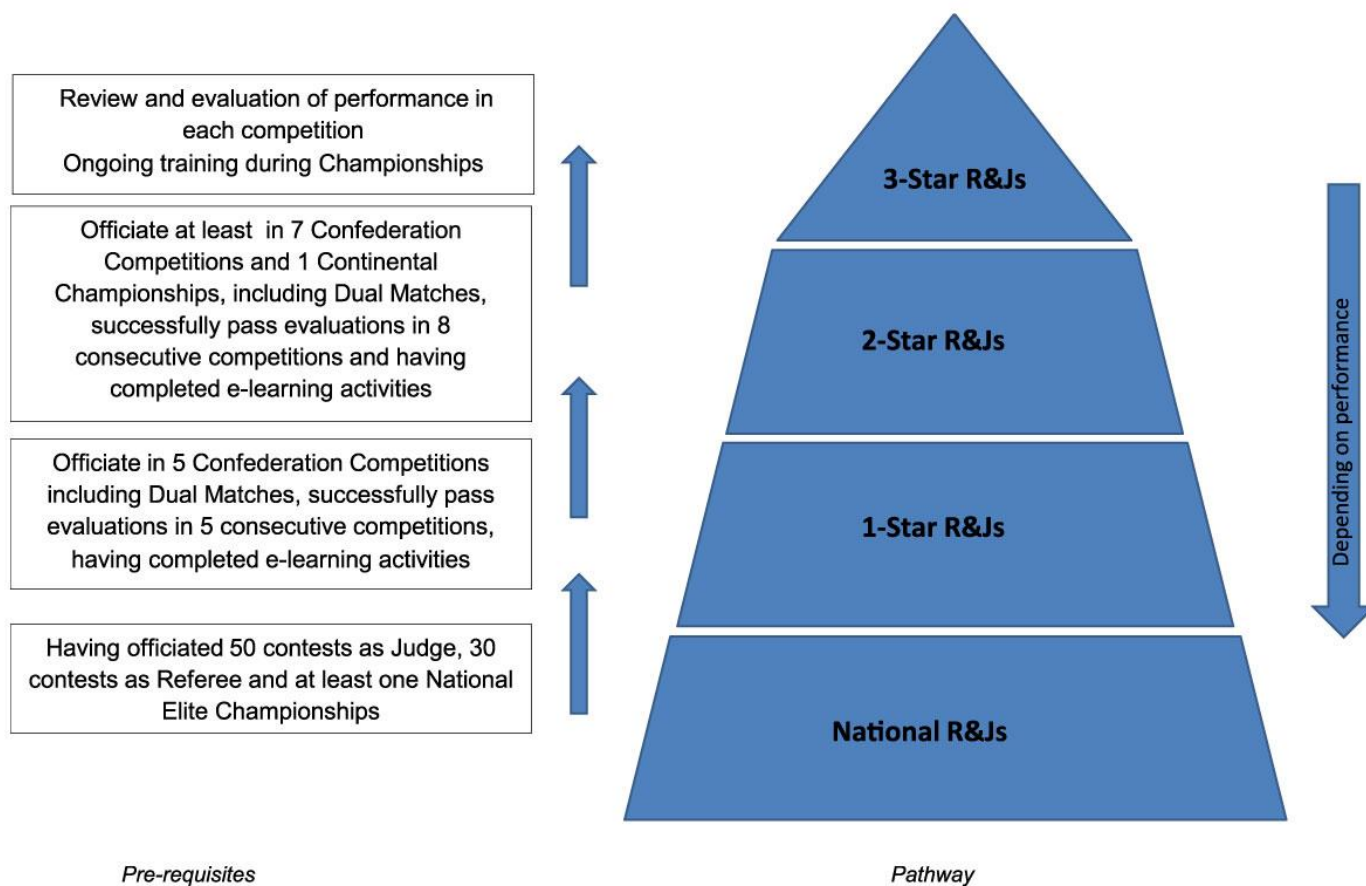 Review and evaluation of performance in
each competition
Ongoing training during Championships
Officiate at least in 7 Confederation
Competitions and 1 Continental
Championships, including Dual Matches,
successfully pass evaluations in 8
consecutive competitions and having
completed e-learning activities
Officiate in 5 Confederation Competitions
including Dual Matches, successfully pass
evaluations in 5 consecutive competitions,
having completed e-learning activities
Having officiated 50 contests as Judge, 30
contests as Referee and at least one National
Elite Championships
Pre-requisites
3-Star R&Js
2-Star R&Js
1-Star R&Js
National R&Js
Pathway
Depending on performance